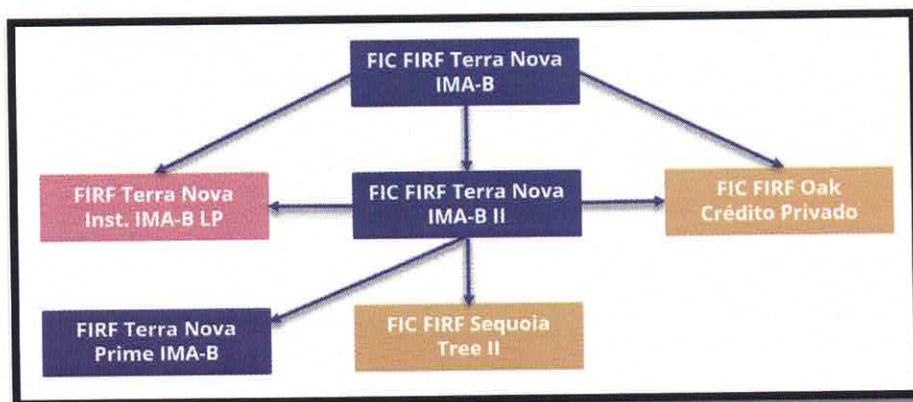 FIC FIRF Terra Nova
IMA-B
FIRF Terra Nova
Inst. IMA-B LP
FIC FIRF Terra Nova
IMA-B II
FIC FIRF Oak
Crédito Privado
FIRF Terra Nova
Prime IMA-B
FIC FIRF Sequoia
Tree II